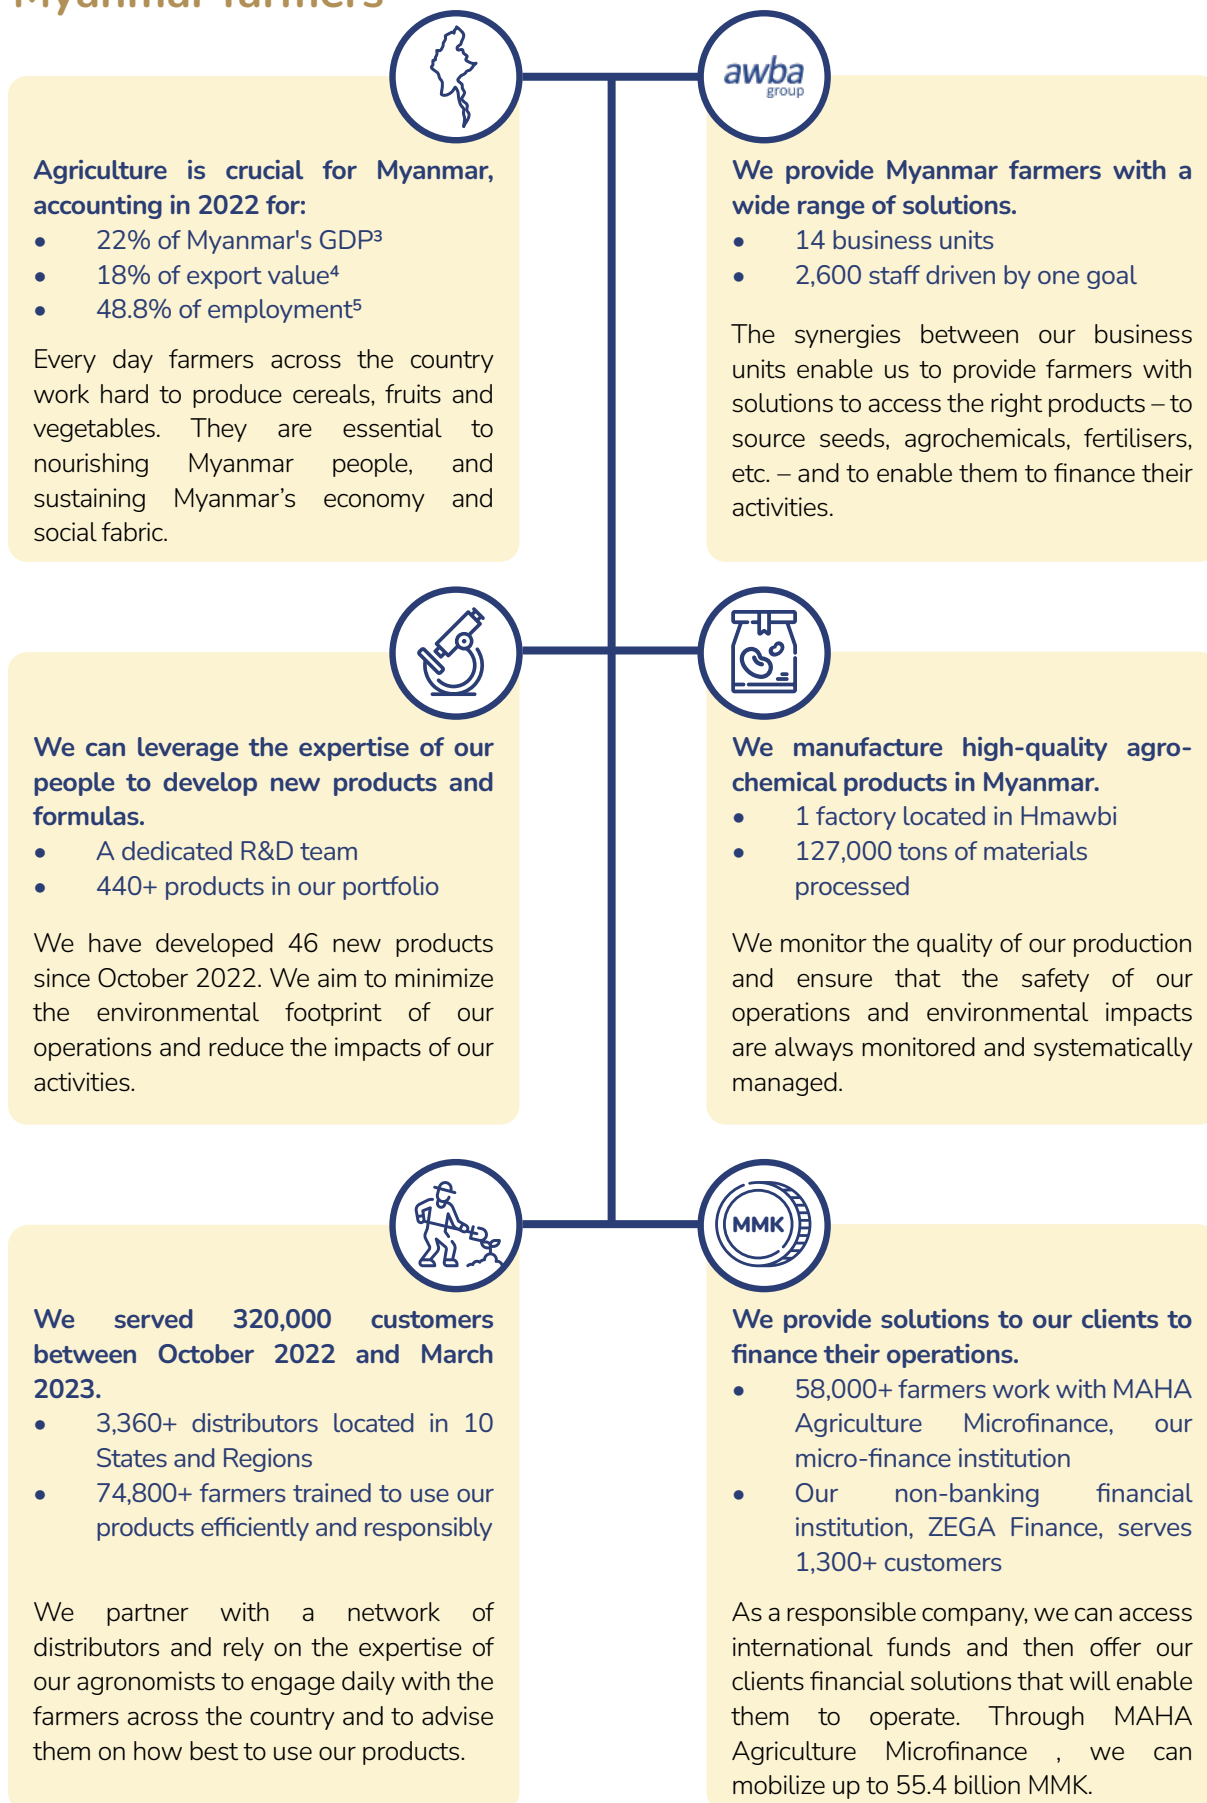 Myanmar farmers
awba
group
Agriculture is crucial for Myanmar,
accounting in 2022 for:
• 22% of Myanmar's GDP³
• 18% of export value⁴
• 48.8% of employment⁵
Every day farmers across the country
work hard to produce cereals, fruits and
vegetables. They are essential to
nourishing Myanmar people, and
sustaining Myanmar’s economy and
social fabric.
We provide Myanmar farmers with a
wide range of solutions.
• 14 business units
• 2,600 staff driven by one goal
The synergies between our business
units enable us to provide farmers with
solutions to access the right products – to
source seeds, agrochemicals, fertilisers,
etc. – and to enable them to finance their
activities.
We can leverage the expertise of our
people to develop new products and
formulas.
• A dedicated R&D team
• 440+ products in our portfolio
We have developed 46 new products
since October 2022. We aim to minimize
the environmental footprint of our
operations and reduce the impacts of our
activities.
We manufacture high-quality agro-
chemical products in Myanmar.
• 1 factory located in Hmawbi
• 127,000 tons of materials
processed
We monitor the quality of our production
and ensure that the safety of our
operations and environmental impacts
are always monitored and systematically
managed.
We served 320,000 customers
between October 2022 and March
2023.
• 3,360+ distributors located in 10
States and Regions
• 74,800+ farmers trained to use our
products efficiently and responsibly
We partner with a network of
distributors and rely on the expertise of
our agronomists to engage daily with the
farmers across the country and to advise
them on how best to use our products.
MMK
We provide solutions to our clients to
finance their operations.
• 58,000+ farmers work with MAHA
Agriculture Microfinance, our
micro-finance institution
• Our non-banking financial
institution, ZEGA Finance, serves
1,300+ customers
As a responsible company, we can access
international funds and then offer our
clients financial solutions that will enable
them to operate. Through MAHA
Agriculture Microfinance , we can
mobilize up to 55.4 billion MMK.